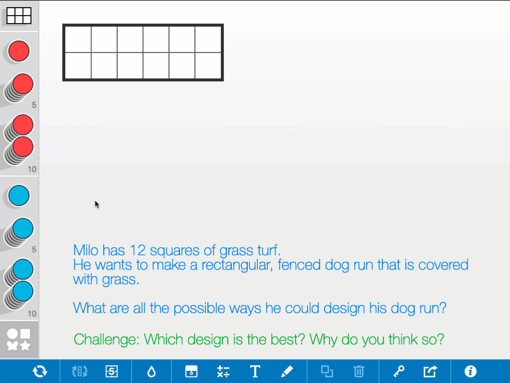 5
10
5
10
Milo has 12 squares of grass turf.
He wants to make a rectangular, fenced dog run that is covered
with grass.
What are all the possible ways he could design his dog run?
Challenge: Which design is the best? Why do you think so?
T